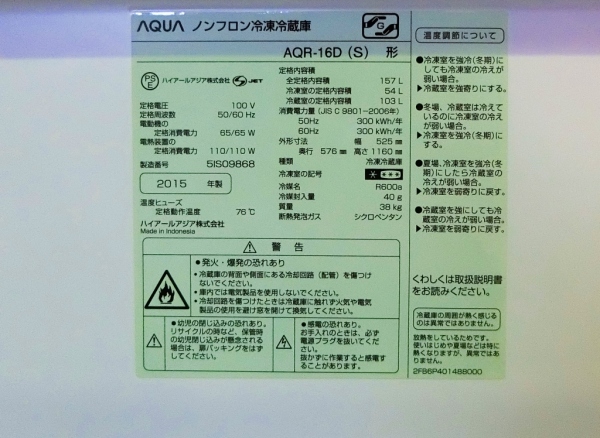 AQUA ノンフロン冷凍冷蔵庫
G
AQR-16D (S) 形
PS
E
ハイアールアジア株式会社
JET
定格電圧 100 V
定格周波数 50/60 Hz
電動機の
定格消費電力 65/65 W
電熱装置の
定格消費電力 110/110 W
製造番号 5IS09868
2015 年製
温度ヒューズ
定格動作温度 76℃
ハイアールアジア株式会社
Made in Indonesia
定格内容積
全定格内容積 157 L
冷凍室の定格内容積 54 L
冷蔵室の定格内容積 103 L
消費電力量 (JIS C 9801-2006年)
50Hz 300 kWh/年
60Hz 300 kWh/年
外形寸法 幅 525 ㎜
奥行 576 ㎜ 高さ 1160 ㎜
種類 冷凍冷蔵庫
冷凍室の記号
冷媒名 R600a
冷媒封入量 40 g
質量 38 kg
断熱発泡ガス シクロペンタン
警告
●発火・爆発の恐れあり
・冷蔵庫の背面や側面にある冷却回路（配管）を傷つけ
ないでください。
・庫内では電気製品を使用しないでください。
・冷却回路を傷つけたときは冷蔵庫に触れず火気や電気
製品の使用を避け窓を開けて換気してください。
●幼児の閉じ込みの恐れあり。
リサイクルの時など、保管時
の幼児閉じ込みが懸念される
場合は、扉パッキングをはず
してください。
●感電の恐れあり。
お手入れのときは、必ず
電源プラグを抜いてくだ
さい。
抜かずに作業すると感電す
ることがあります。
温度調節について
●冷凍室を強冷(冬期)に
しても冷凍室の冷えが
弱い場合。
▶冷蔵室を強寄りにする。
●冬場、冷蔵室は冷えて
いるのに冷凍室の冷え
が弱い場合。
▶冷凍室を強冷(冬期)に
する。
●夏場、冷凍室を強冷(冬
期)にしたら冷蔵室の
冷えが弱い場合。
▶冷凍室を弱寄りに戻す。
●冷蔵室を強にしても冷
蔵室の冷えが弱い場合。
▶冷凍室を弱寄りに戻す。
くわしくは取扱説明書
をお読みください。
冷蔵庫の周囲が熱く感じる
のは異常ではありません。
放熱をしているためです。
使いはじめや夏場などは特に
熱くなりますが、異常ではあ
りません。
2FB6P40148B000